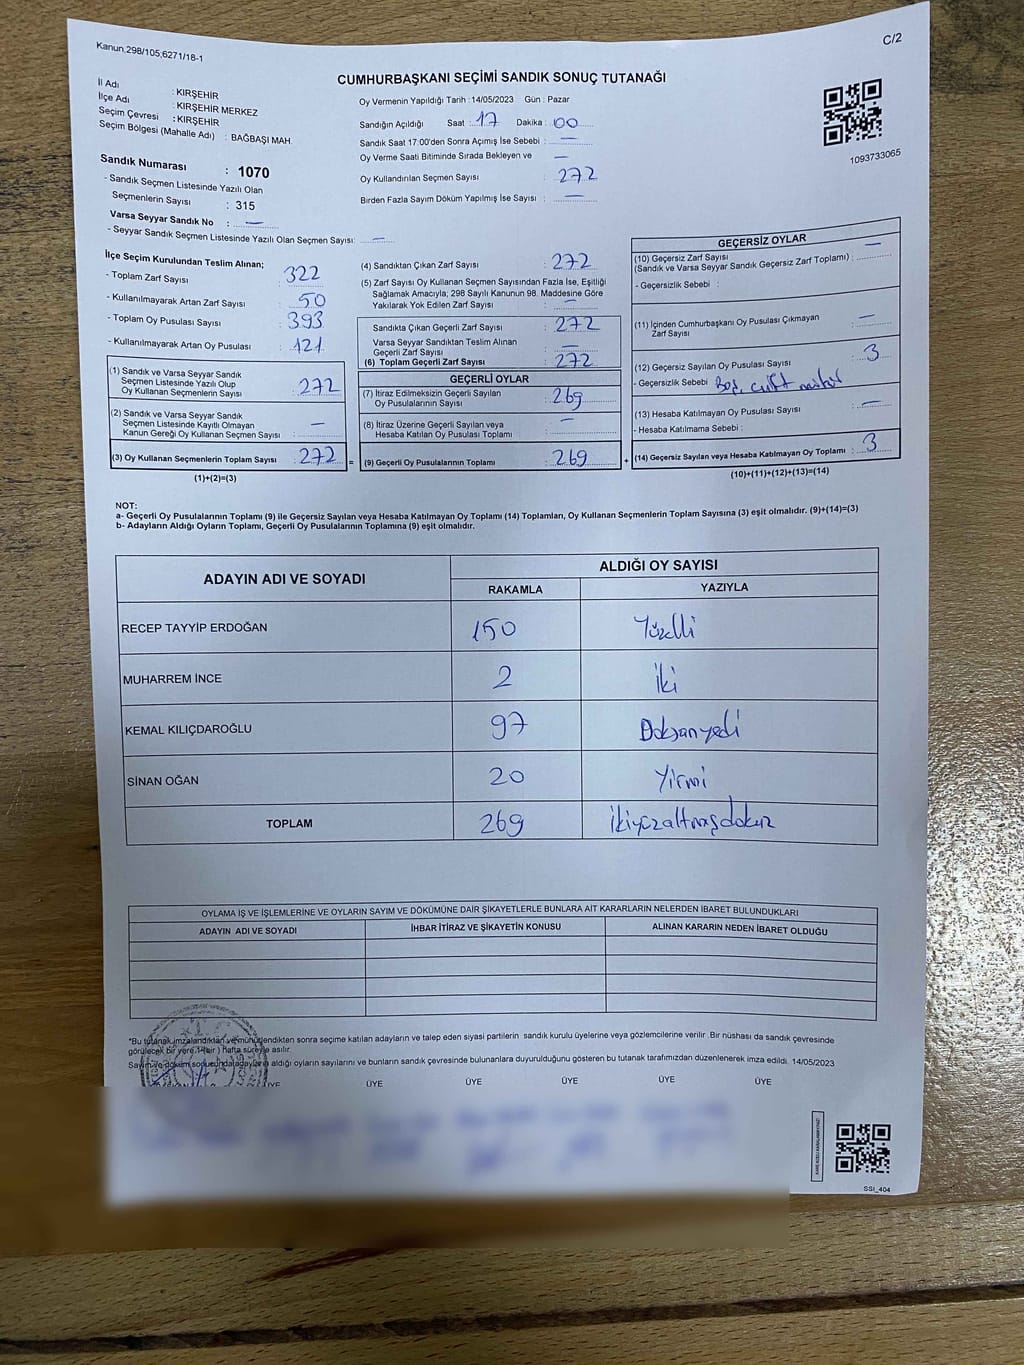 Kanun,298/105,6271/18-1
C/2
CUMHURBAŞKANI SEÇİMİ SANDIK SONUÇ TUTANAĞI
İl Adı : KIRŞEHİR
İlçe Adı : KIRŞEHİR MERKEZ
Seçim Çevresi : KIRŞEHİR
Seçim Bölgesi (Mahalle Adı) : BAĞBAŞI MAH.
Sandık Numarası : 1070
- Sandık Seçmen Listesinde Yazılı Olan
Seçmenlerin Sayısı : 315
Varsa Seyyar Sandık No : —
- Seyyar Sandık Seçmen Listesinde Yazılı Olan Seçmen Sayısı: —
Oy Vermenin Yapıldığı Tarih :14/05/2023 Gün : Pazar
Sandığın Açıldığı Saat : 17 Dakika : 00
Sandık Saat 17:00'den Sonra Açımış İse Sebebi : —
Oy Verme Saati Bitiminde Sırada Bekleyen ve —
Oy Kullandırılan Seçmen Sayısı : 272
Birden Fazla Sayım Döküm Yapılmış İse Sayısı : —
1093733065
İlçe Seçim Kurulundan Teslim Alınan;
- Toplam Zarf Sayısı : 322
- Kullanılmayarak Artan Zarf Sayısı : 50
- Toplam Oy Pusulası Sayısı : 393
- Kullanılmayarak Artan Oy Pusulası : 121
(1) Sandık ve Varsa Seyyar Sandık
Seçmen Listesinde Yazılı Olup
Oy Kullanan Seçmenlerin Sayısı : 272
(2) Sandık ve Varsa Seyyar Sandık
Seçmen Listesinde Kayıtlı Olmayan
Kanun Gereği Oy Kullanan Seçmen Sayısı : —
(3) Oy Kullanan Seçmenlerin Toplam Sayısı : 272 =
(1)+(2)=(3)
(4) Sandıktan Çıkan Zarf Sayısı : 272
(5) Zarf Sayısı Oy Kullanan Seçmen Sayısından Fazla İse, Eşitliği
Sağlamak Amacıyla, 298 Sayılı Kanunun 98. Maddesine Göre
Yakılarak Yok Edilen Zarf Sayısı : —
Sandıkta Çıkan Geçerli Zarf Sayısı : 272
Varsa Seyyar Sandıktan Teslim Alınan
Geçerli Zarf Sayısı : —
(6) Toplam Geçerli Zarf Sayısı : 272
GEÇERLİ OYLAR
(7) İtiraz Edilmeksizin Geçerli Sayılan
Oy Pusulalarının Sayısı : 269
(8) İtiraz Üzerine Geçerli Sayılan veya
Hesaba Katılan Oy Pusulası Toplamı : —
(9) Geçerli Oy Pusulalarının Toplamı : 269 +
GEÇERSİZ OYLAR
(10) Geçersiz Zarf Sayısı —
(Sandık ve Varsa Seyyar Sandık Geçersiz Zarf Toplamı) :
- Geçersizlik Sebebi :
(11) İçinden Cumhurbaşkanı Oy Pusulası Çıkmayan
Zarf Sayısı : —
(12) Geçersiz Sayılan Oy Pusulası Sayısı : 3
- Geçersizlik Sebebi : Boş, çift
(13) Hesaba Katılmayan Oy Pusulası Sayısı : —
- Hesaba Katılmama Sebebi :
(14) Geçersiz Sayılan veya Hesaba Katılmayan Oy Toplamı : 3
(10)+(11)+(12)+(13)=(14)
NOT:
a- Geçerli Oy Pusulalarının Toplamı (9) ile Geçersiz Sayılan veya Hesaba Katılmayan Oy Toplamı (14) Toplamları, Oy Kullanan Seçmenlerin Toplam Sayısına (3) eşit olmalıdır. (9)+(14)=(3)
b- Adayların Aldığı Oyların Toplamı, Geçerli Oy Pusulalarının Toplamına (9) eşit olmalıdır.
ADAYIN ADI VE SOYADI
ALDIĞI OY SAYISI
RAKAMLA YAZIYLA
RECEP TAYYİP ERDOĞAN 150 Yüzelli
MUHARREM İNCE 2 iki
KEMAL KILIÇDAROĞLU 97 Doksanyedi
SİNAN OĞAN 20 Yirmi
TOPLAM 269 ikiyüzaltmışdokuz
OYLAMA İŞ VE İŞLEMLERİNE VE OYLARIN SAYIM VE DÖKÜMÜNE DAİR ŞİKAYETLERLE BUNLARA AİT KARARLARIN NELERDEN İBARET BULUNDUKLARI
ADAYIN ADI VE SOYADI İHBAR İTİRAZ VE ŞİKAYETİN KONUSU ALINAN KARARIN NEDEN İBARET OLDUĞU
*Bu tutanak imzalandıktan ve mühürlendikten sonra seçime katılan adayların ve talep eden siyasi partilerin sandık kurulu üyelerine veya gözlemcilerine verilir. Bir nüshası da sandık çevresinde
görülecek bir yere 1 (bir) hafta süreyle asılır.
Sayım ve döküm sonucunda adayların aldığı oyların sayılarını ve bunların sandık çevresinde bulunanlara duyurulduğunu gösteren bu tutanak tarafımızdan düzenlenerek imza edildi. 14/05/2023
ÜYE ÜYE ÜYE ÜYE ÜYE ÜYE
SSI_404